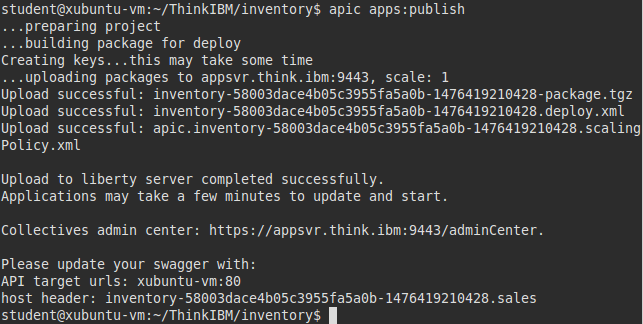 student@xubuntu-vm:~/ThinkIBM/inventory$ apic apps:publish
...preparing project
...building package for deploy
Creating keys...this may take some time
...uploading packages to appsvr.think.ibm:9443, scale: 1
Upload successful: inventory-58003dace4b05c3955fa5a0b-1476419210428-package.tgz
Upload successful: inventory-58003dace4b05c3955fa5a0b-1476419210428.deploy.xml
Upload successful: apic.inventory-58003dace4b05c3955fa5a0b-1476419210428.scaling
Policy.xml
Upload to liberty server completed successfully.
Applications may take a few minutes to update and start.
Collectives admin center: https://appsvr.think.ibm:9443/adminCenter.
Please update your swagger with:
API target urls: xubuntu-vm:80
host header: inventory-58003dace4b05c3955fa5a0b-1476419210428.sales
student@xubuntu-vm:~/ThinkIBM/inventory$